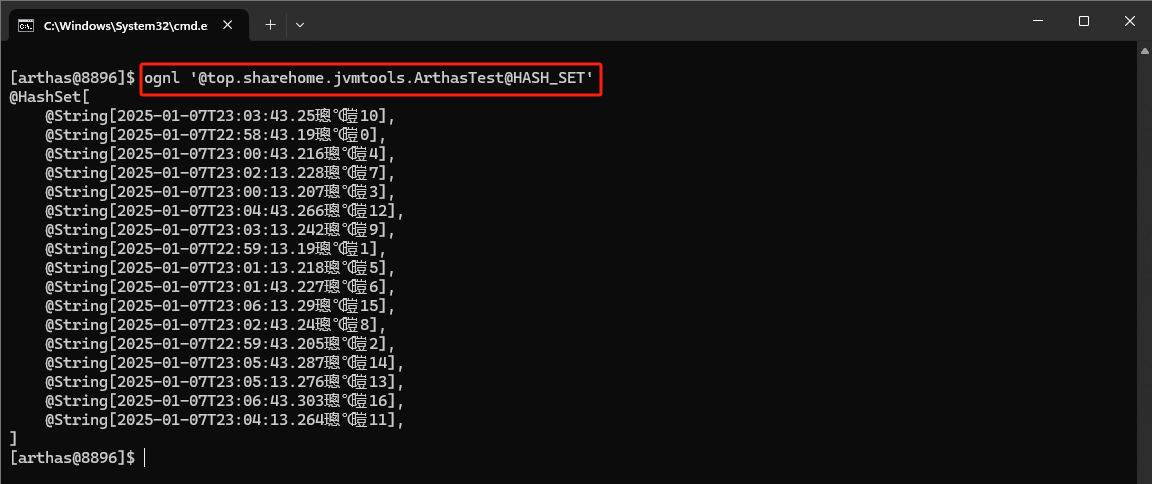 C:\Windows\System32\cmd.e
[arthas@8896]$ ognl '@top.sharehome.jvmtools.ArthasTest@HASH_SET'
@HashSet[
    @String[2025-01-07T23:03:43.25璁℃暟10],
    @String[2025-01-07T22:58:43.19璁℃暟0],
    @String[2025-01-07T23:00:43.216璁℃暟4],
    @String[2025-01-07T23:02:13.228璁℃暟7],
    @String[2025-01-07T23:00:13.207璁℃暟3],
    @String[2025-01-07T23:04:43.266璁℃暟12],
    @String[2025-01-07T23:03:13.242璁℃暟9],
    @String[2025-01-07T22:59:13.19璁℃暟1],
    @String[2025-01-07T23:01:13.218璁℃暟5],
    @String[2025-01-07T23:01:43.227璁℃暟6],
    @String[2025-01-07T23:06:13.29璁℃暟15],
    @String[2025-01-07T23:02:43.24璁℃暟8],
    @String[2025-01-07T22:59:43.205璁℃暟2],
    @String[2025-01-07T23:05:43.287璁℃暟14],
    @String[2025-01-07T23:05:13.276璁℃暟13],
    @String[2025-01-07T23:06:43.303璁℃暟16],
    @String[2025-01-07T23:04:13.264璁℃暟11],
]
[arthas@8896]$